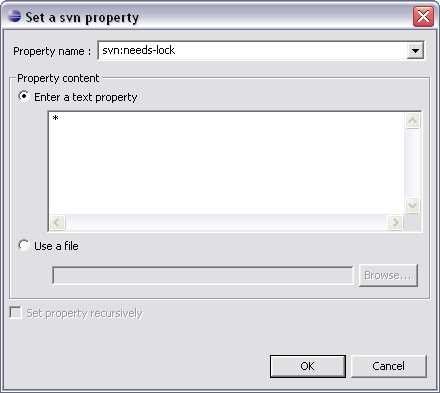 Set a svn property
Property name : svn:needs-lock
Property content
Enter a text property
*
Use a file
Browse...
Set property recursively
OK Cancel